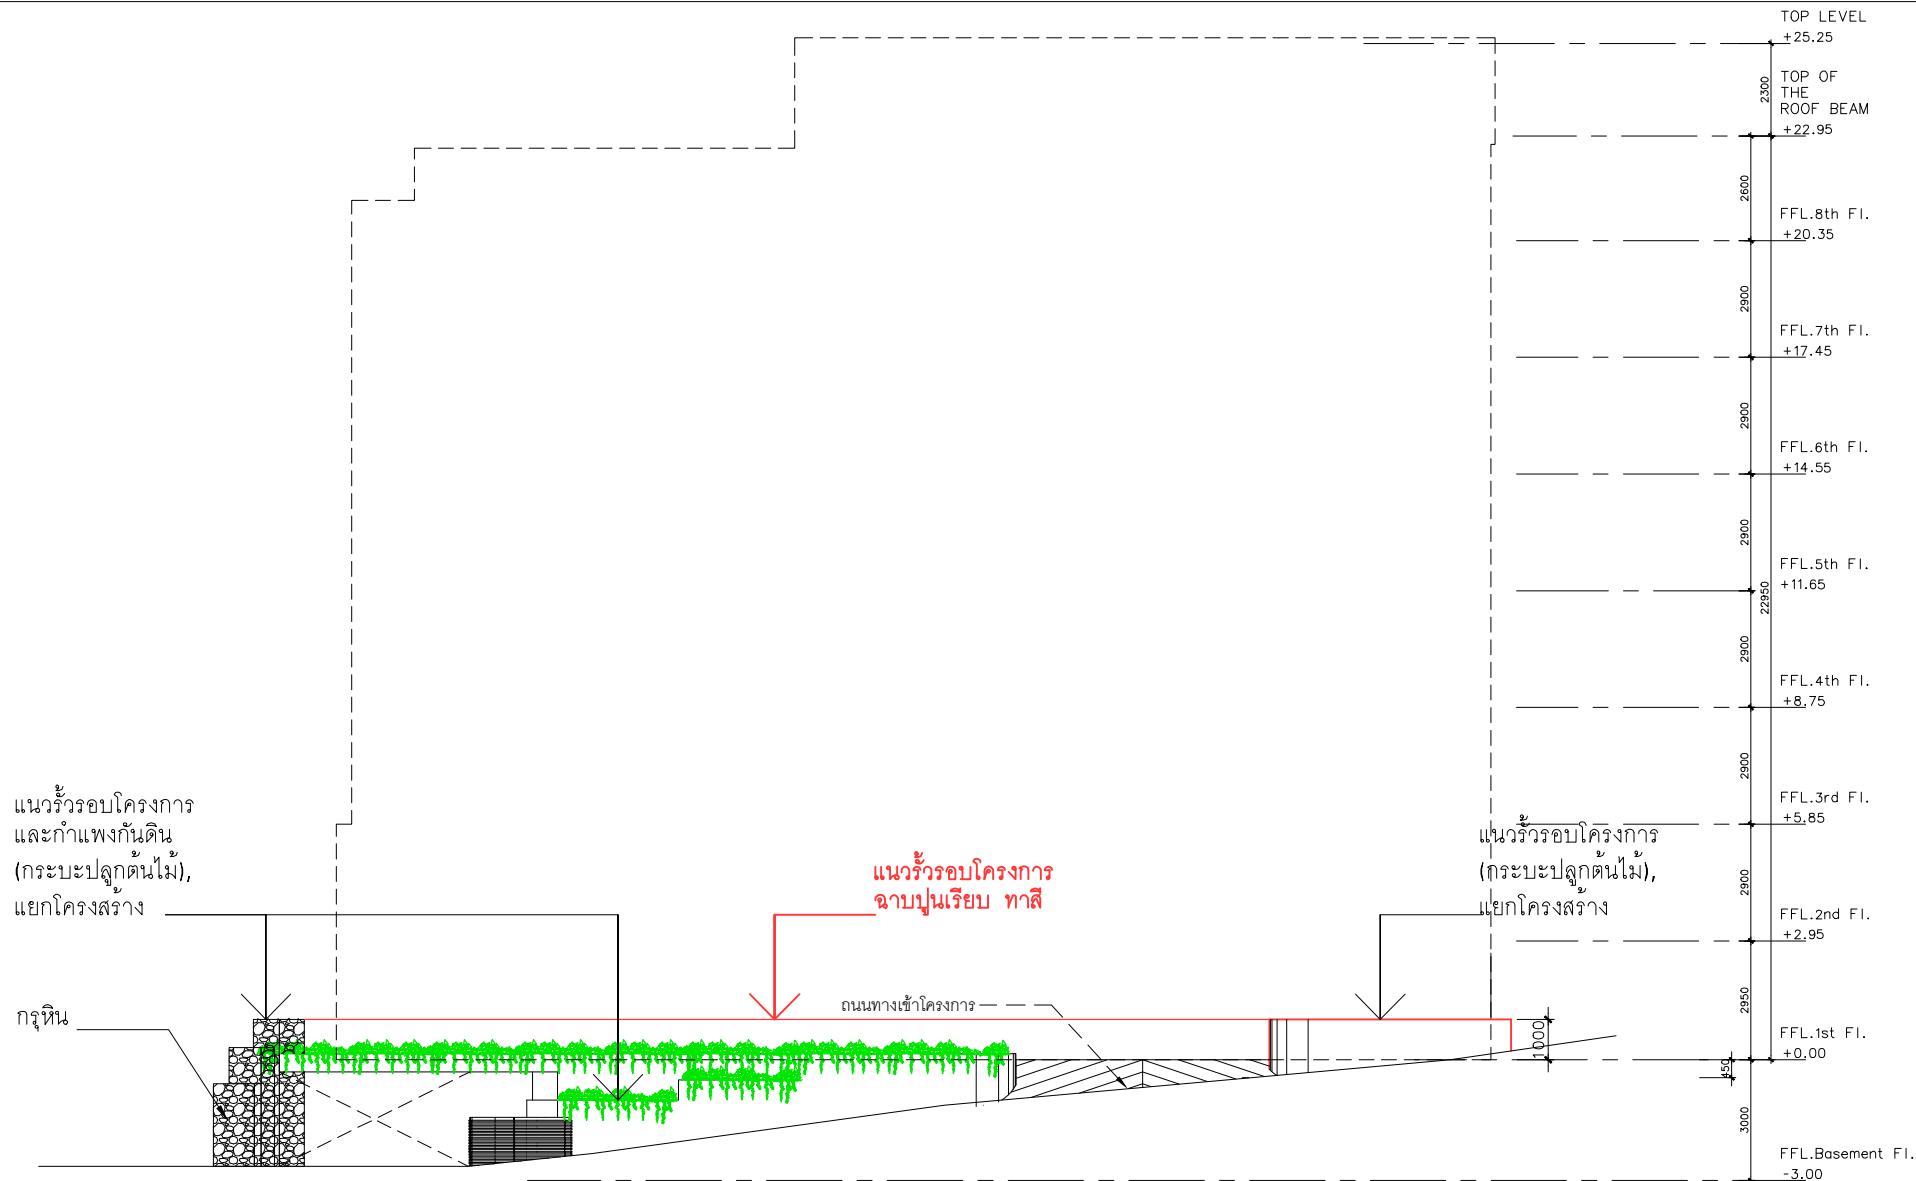 TOP LEVEL
+25.25
2300
TOP OF
THE
ROOF BEAM
+22.95
2600
FFL.8th Fl.
+20.35
2900
FFL.7th Fl.
+17.45
2900
FFL.6th Fl.
+14.55
2900
FFL.5th Fl.
+11.65
22950
2900
FFL.4th Fl.
+8.75
2900
FFL.3rd Fl.
+5.85
2900
FFL.2nd Fl.
+2.95
2950
FFL.1st Fl.
+0.00
1000
450
3000
FFL.Basement Fl.
-3.00
แนวรั้วรอบโครงการ
และกำแพงกันดิน
(กระบะปลูกต้นไม้),
แยกโครงสร้าง
แนวรั้วรอบโครงการ
ฉาบปูนเรียบ ทาสี
แนวรั้วรอบโครงการ
(กระบะปลูกต้นไม้),
แยกโครงสร้าง
กรุหิน
ถนนทางเข้าโครงการ